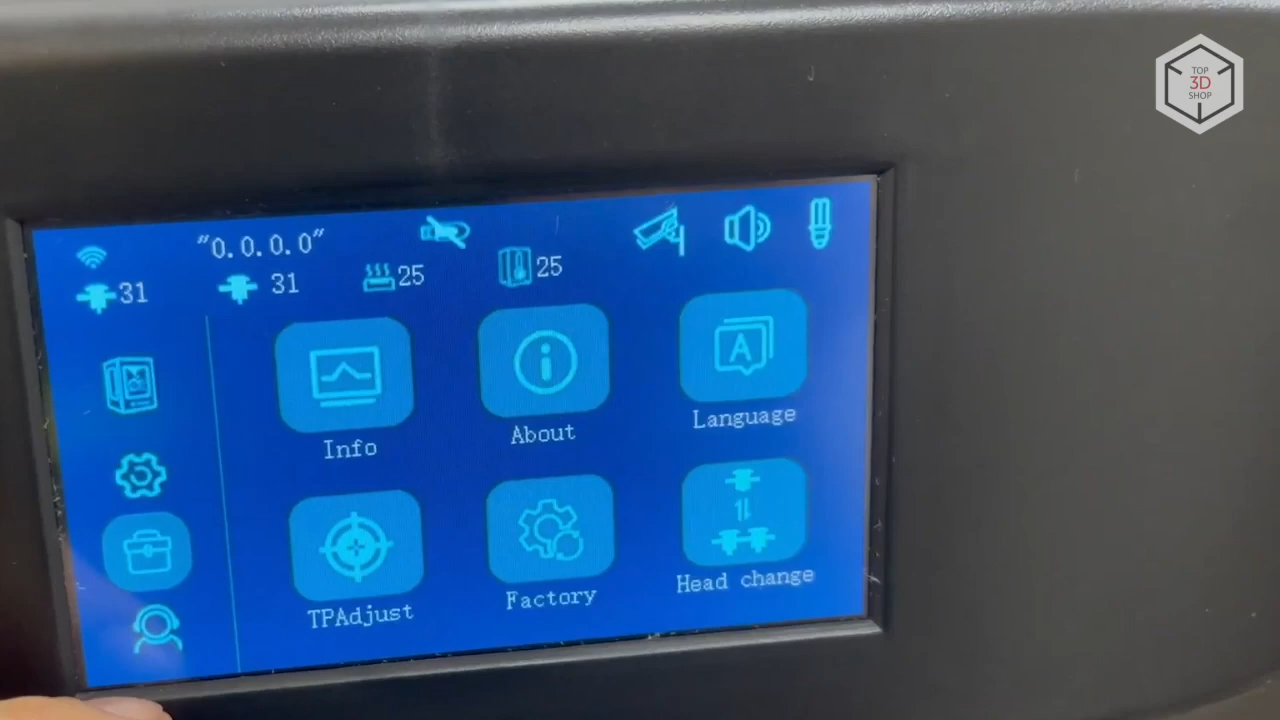 TOP
3D
SHOP
"0.0.0.0"
31 31 25 25
A
Info About Language
TPAdjust Factory Head change